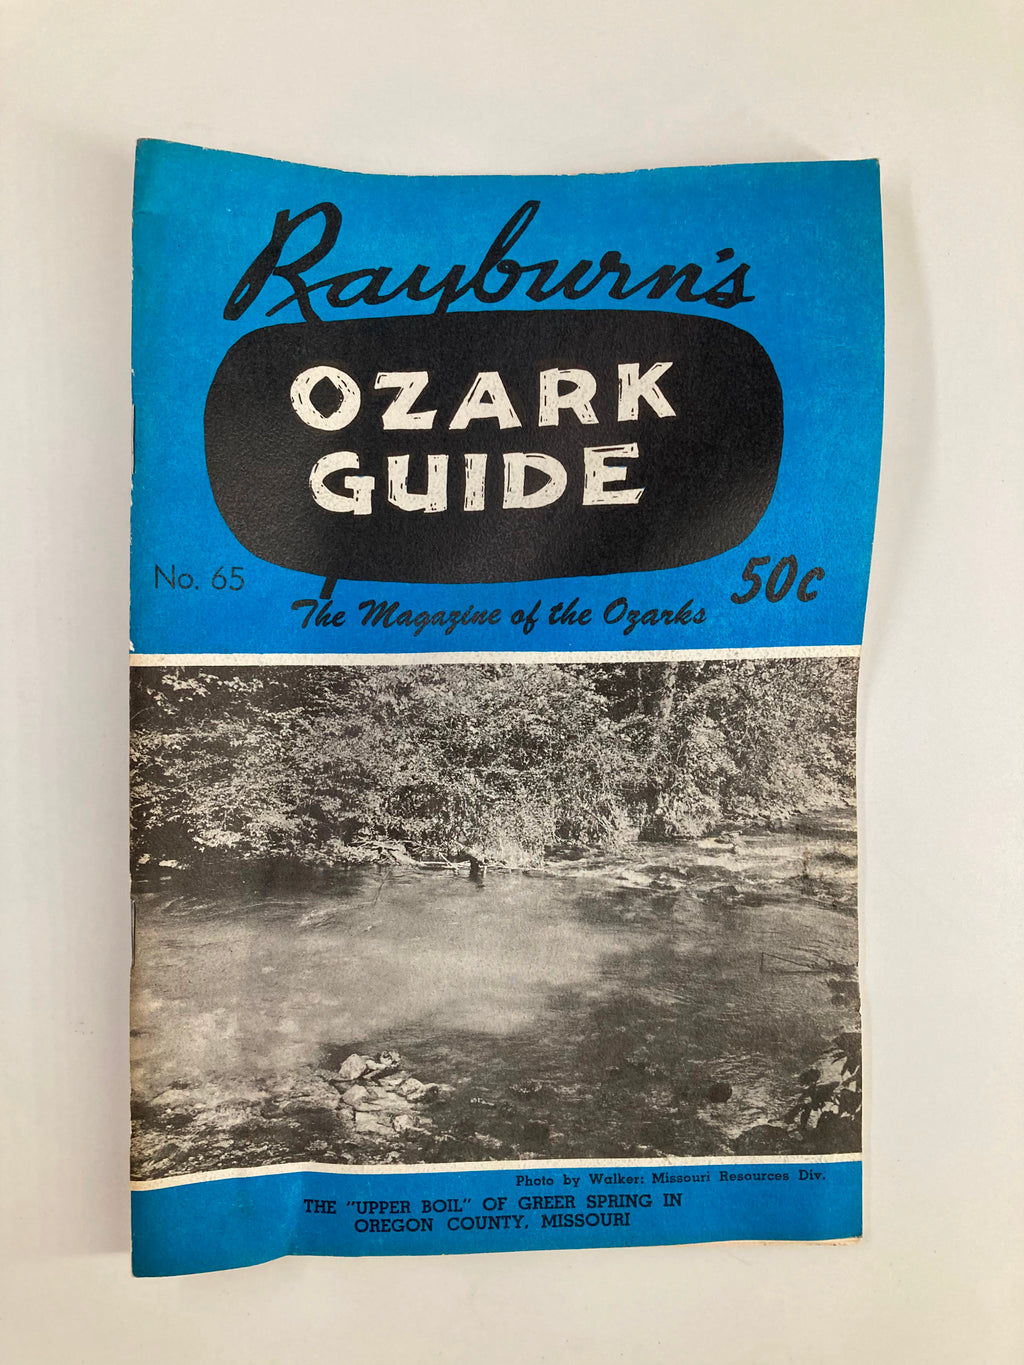 Rayburn's
OZARK
GUIDE
No. 65
50c
The Magazine of the Ozarks
Photo by Walker: Missouri Resources Div.
THE "UPPER BOIL" OF GREER SPRING IN
OREGON COUNTY, MISSOURI